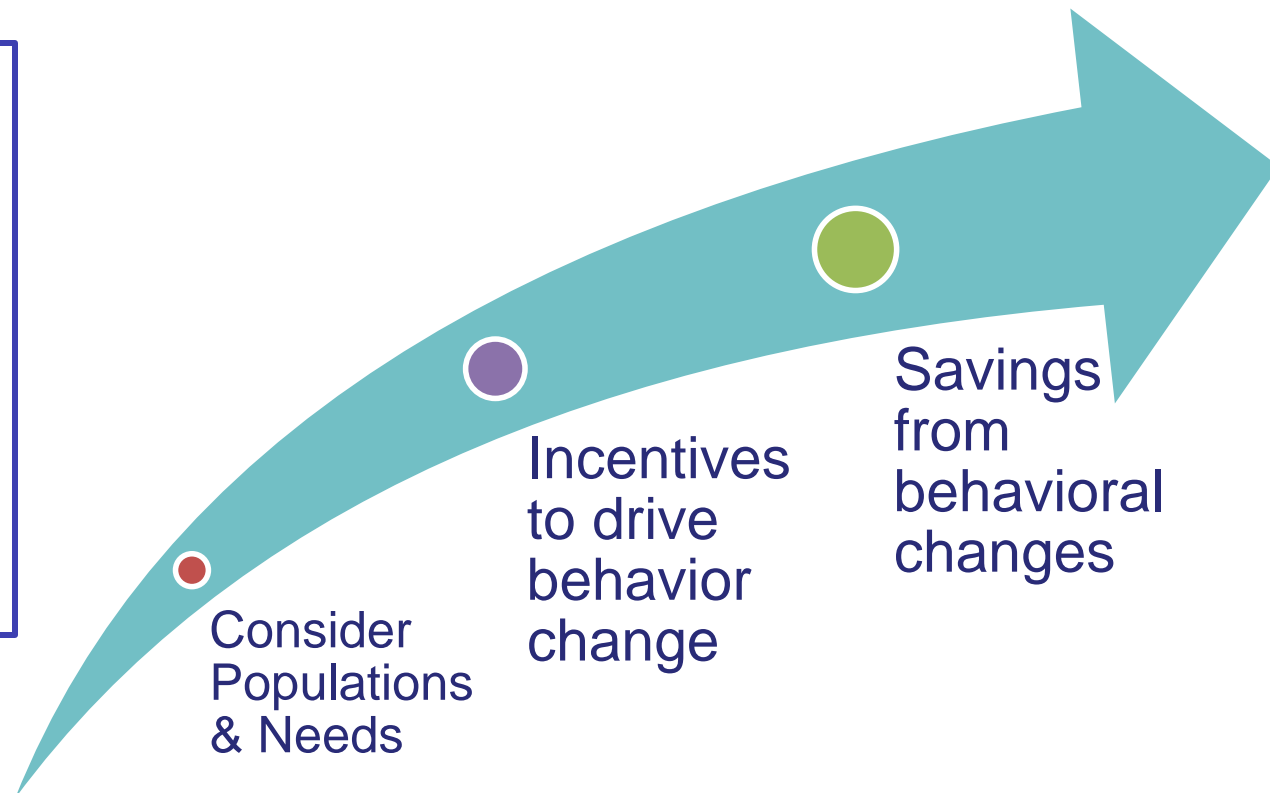 Consider
Populations
& Needs
Incentives
to drive
behavior
change
Savings
from
behavioral
changes